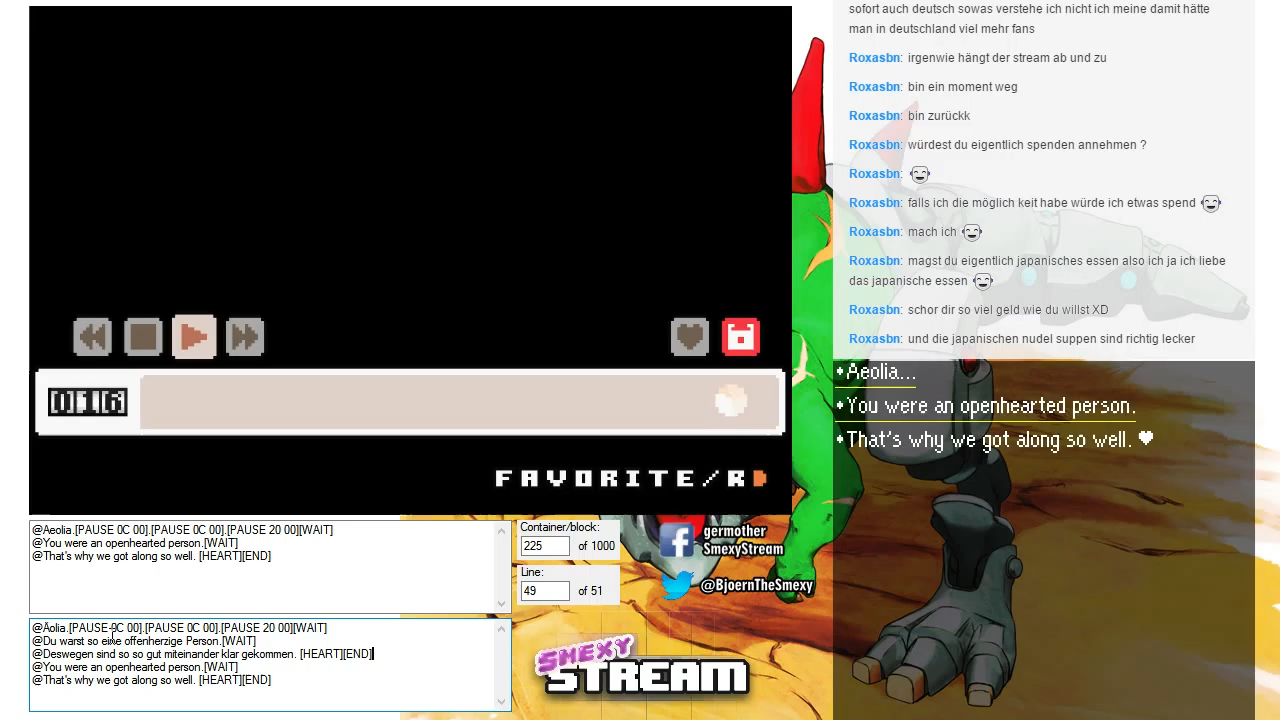 sofort auch deutsch sowas verstehe ich nicht ich meine damit hätte
man in deutschland viel mehr fans
Roxasbn: irgenwie hängt der stream ab und zu
Roxasbn: bin ein moment weg
Roxasbn: bin zurückk
Roxasbn: würdest du eigentlich spenden annehmen ?
Roxasbn:
Roxasbn: falls ich die möglich keit habe würde ich etwas spend
Roxasbn: mach ich
Roxasbn: magst du eigentlich japanisches essen also ich ja ich liebe
das japanische essen
Roxasbn: schor dir so viel geld wie du willst XD
Roxasbn: und die japanischen nudel suppen sind richtig lecker
•Aeolia...
•You were an openhearted person.
•That's why we got along so well. ♥
FAVORITE/R
@Aeolia.[PAUSE 0C 00].[PAUSE 0C 00].[PAUSE 20 00][WAIT]
@You were an openhearted person.[WAIT]
@That's why we got along so well. [HEART][END]
Container/block:
225 of 1000
Line:
49 of 51
@Äolia.[PAUSE 0C 00].[PAUSE 0C 00].[PAUSE 20 00][WAIT]
@Du warst so eine offenherzige Person.[WAIT]
@Deswegen sind so so gut miteinander klar gekommen. [HEART][END]
@You were an openhearted person.[WAIT]
@That's why we got along so well. [HEART][END]
germother
SmexyStream
@BjoernTheSmexy
SMEXY
STREAM